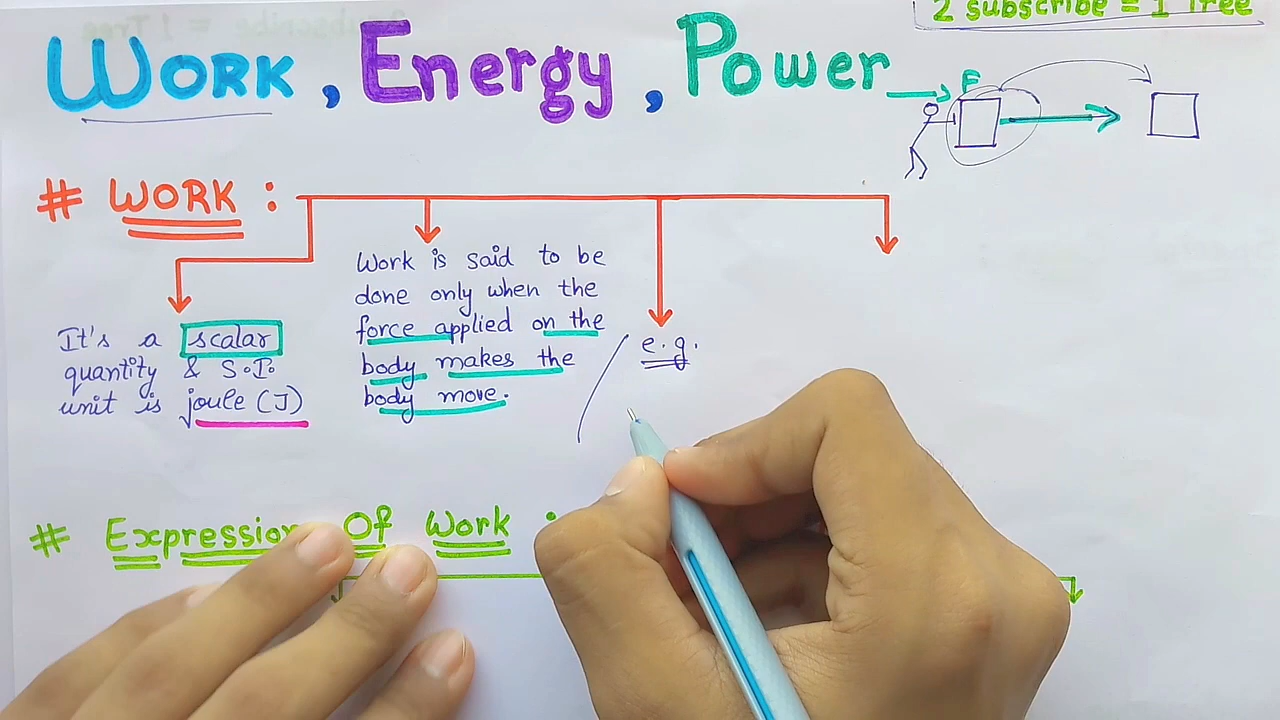 2 subscribe = 1 Tree
Work, Energy, Power
F
# WORK :
Work is said to be
done only when the
force applied on the
body makes the
body move.
It's a scalar
quantity & S.I.
unit is joule (J)
e.g.
# Expression Of Work :